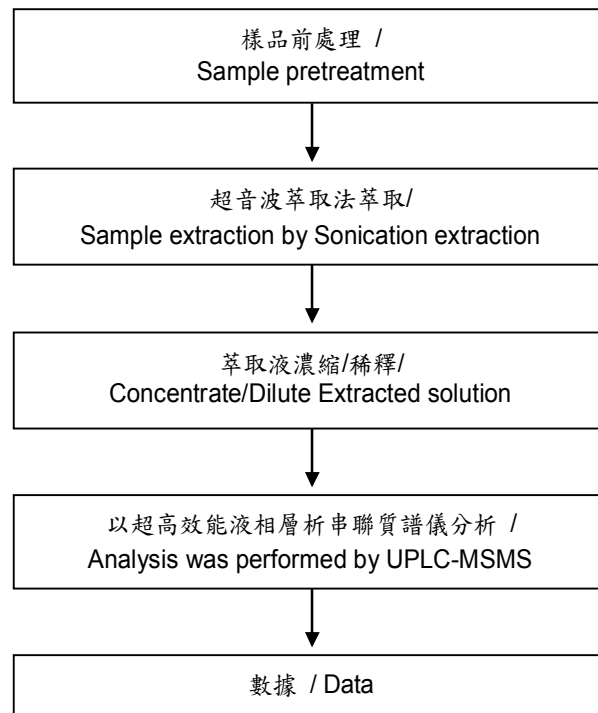 樣品前處理 /
Sample pretreatment
超音波萃取法萃取/
Sample extraction by Sonication extraction
萃取液濃縮/稀釋/
Concentrate/Dilute Extracted solution
以超高效能液相層析串聯質譜儀分析 /
Analysis was performed by UPLC-MSMS
數據 / Data